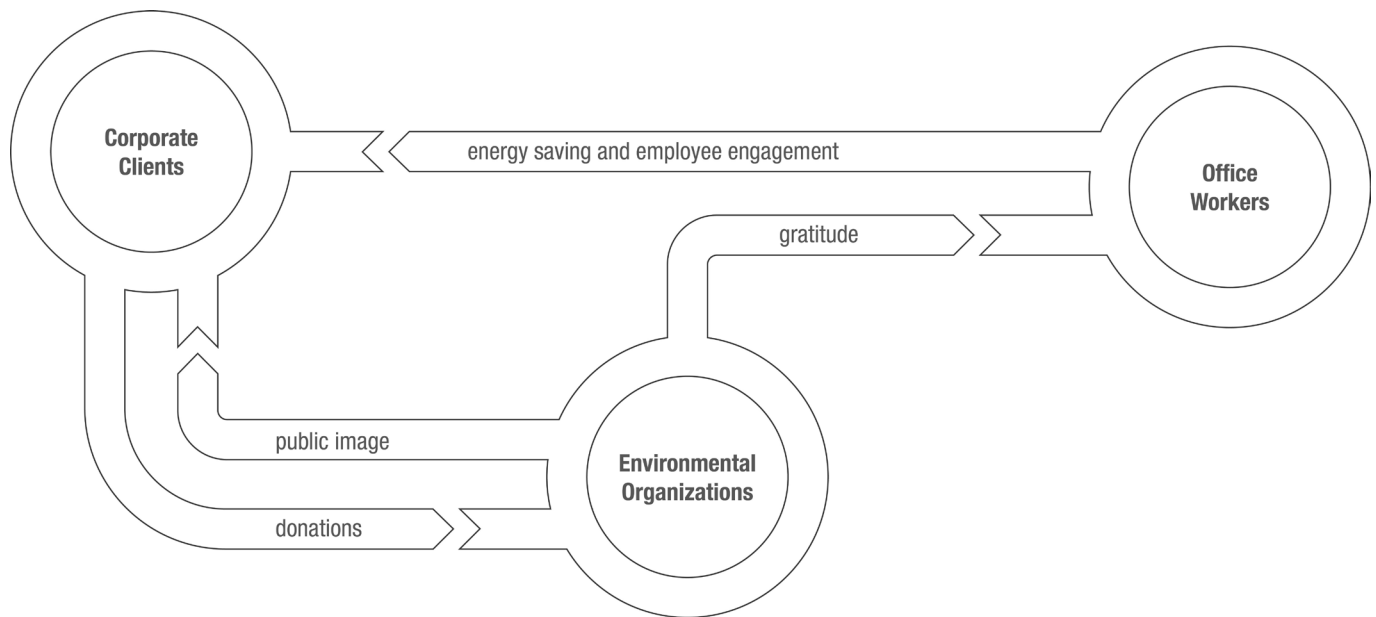 Corporate
Clients
energy saving and employee engagement
Office
Workers
gratitude
public image
Environmental
Organizations
donations